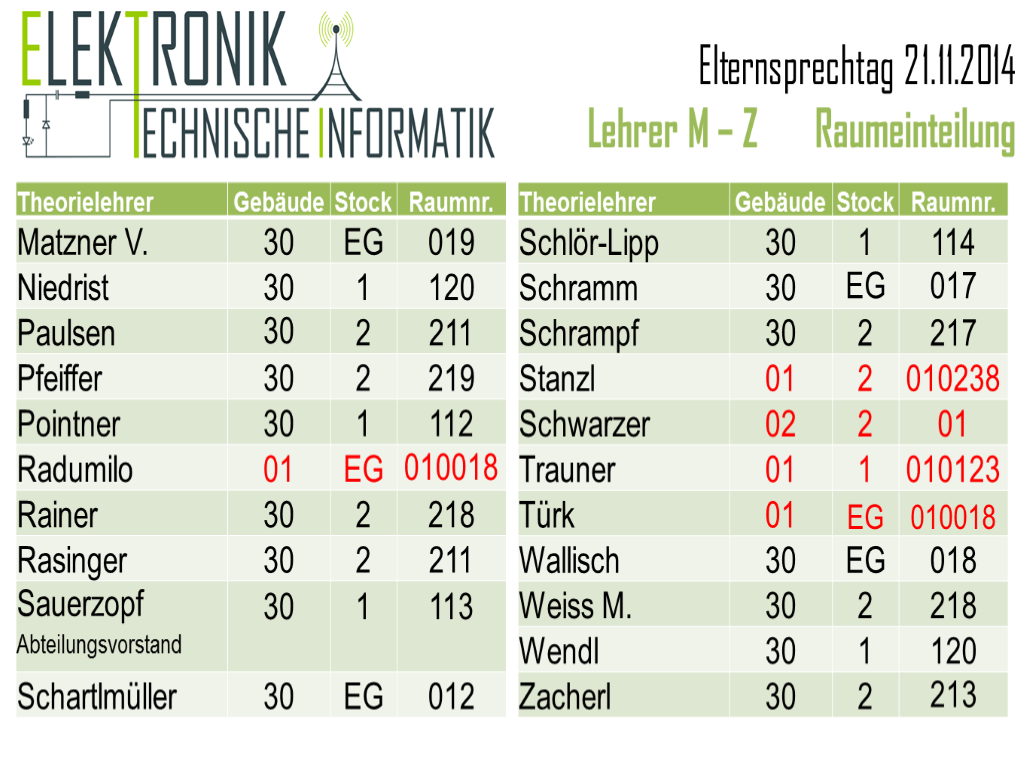 ELEKTRONIK
TECHNISCHE INFORMATIK
Elternsprechtag 21.11.2014
Lehrer M – Z Raumeinteilung
Theorielehrer Gebäude Stock Raumnr.
Matzner V. 30 EG 019
Niedrist 30 1 120
Paulsen 30 2 211
Pfeiffer 30 2 219
Pointner 30 1 112
Radumilo 01 EG 010018
Rainer 30 2 218
Rasinger 30 2 211
Sauerzopf 30 1 113
Abteilungsvorstand
Schartlmüller 30 EG 012
Theorielehrer Gebäude Stock Raumnr.
Schlör-Lipp 30 1 114
Schramm 30 EG 017
Schrampf 30 2 217
Stanzl 01 2 010238
Schwarzer 02 2 01
Trauner 01 1 010123
Türk 01 EG 010018
Wallisch 30 EG 018
Weiss M. 30 2 218
Wendl 30 1 120
Zacherl 30 2 213